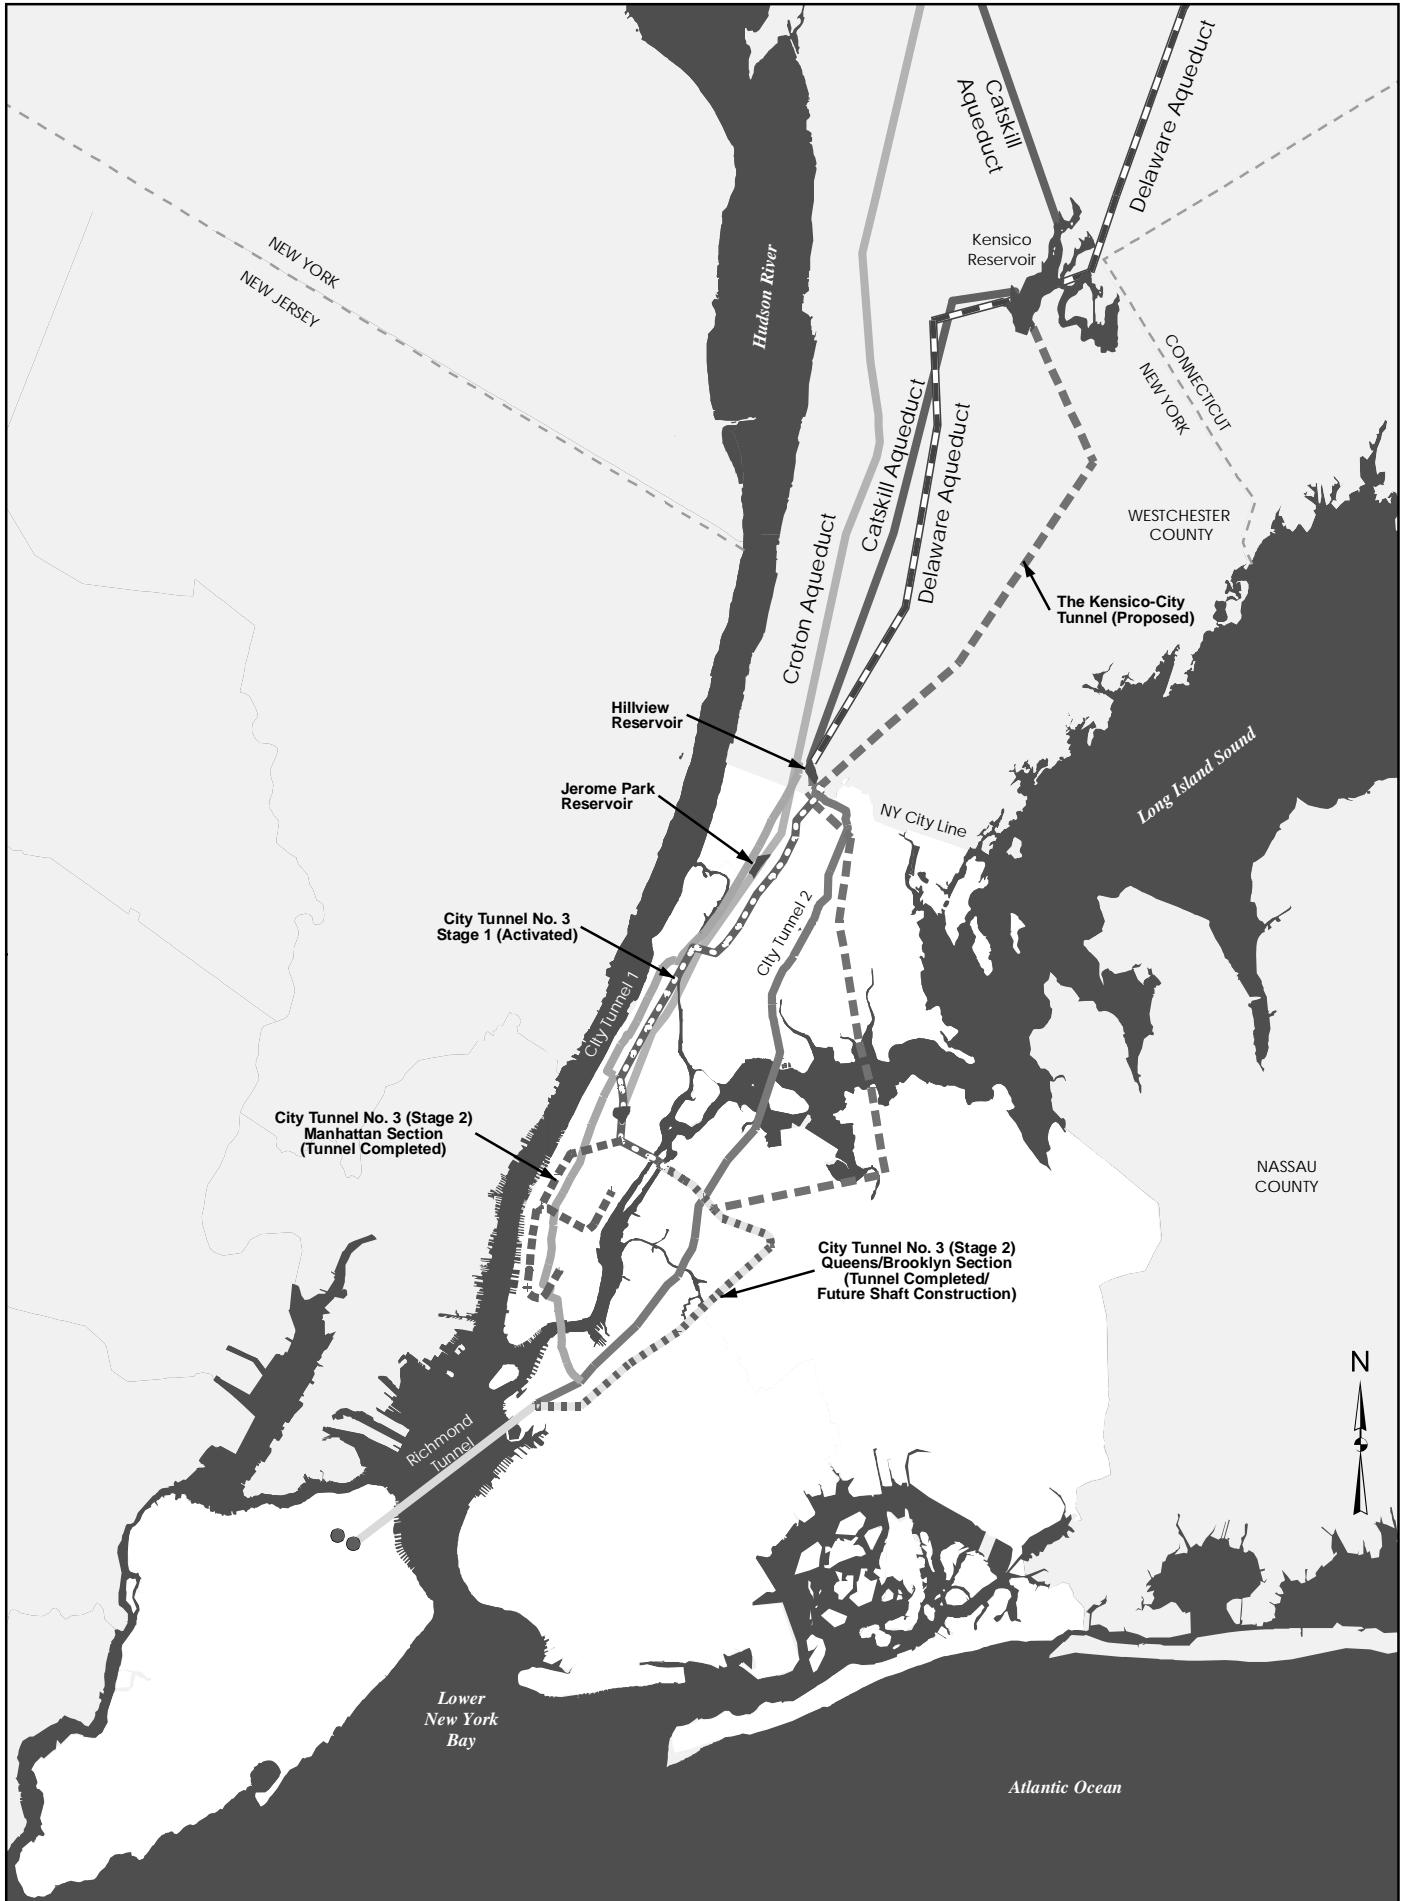 Catskill
Aqueduct
Delaware Aqueduct
Kensico
Reservoir
NEW YORK
NEW JERSEY
Hudson River
CONNECTICUT
NEW YORK
Catskill Aqueduct
Delaware Aqueduct
WESTCHESTER
COUNTY
Croton Aqueduct
The Kensico-City
Tunnel (Proposed)
Hillview
Reservoir
Long Island Sound
Jerome Park
Reservoir
NY City Line
City Tunnel No. 3
Stage 1 (Activated)
City Tunnel 2
City Tunnel 1
City Tunnel No. 3 (Stage 2)
Manhattan Section
(Tunnel Completed)
NASSAU
COUNTY
City Tunnel No. 3 (Stage 2)
Queens/Brooklyn Section
(Tunnel Completed/
Future Shaft Construction)
N
Richmond
Tunnel
Lower
New York
Bay
Atlantic Ocean